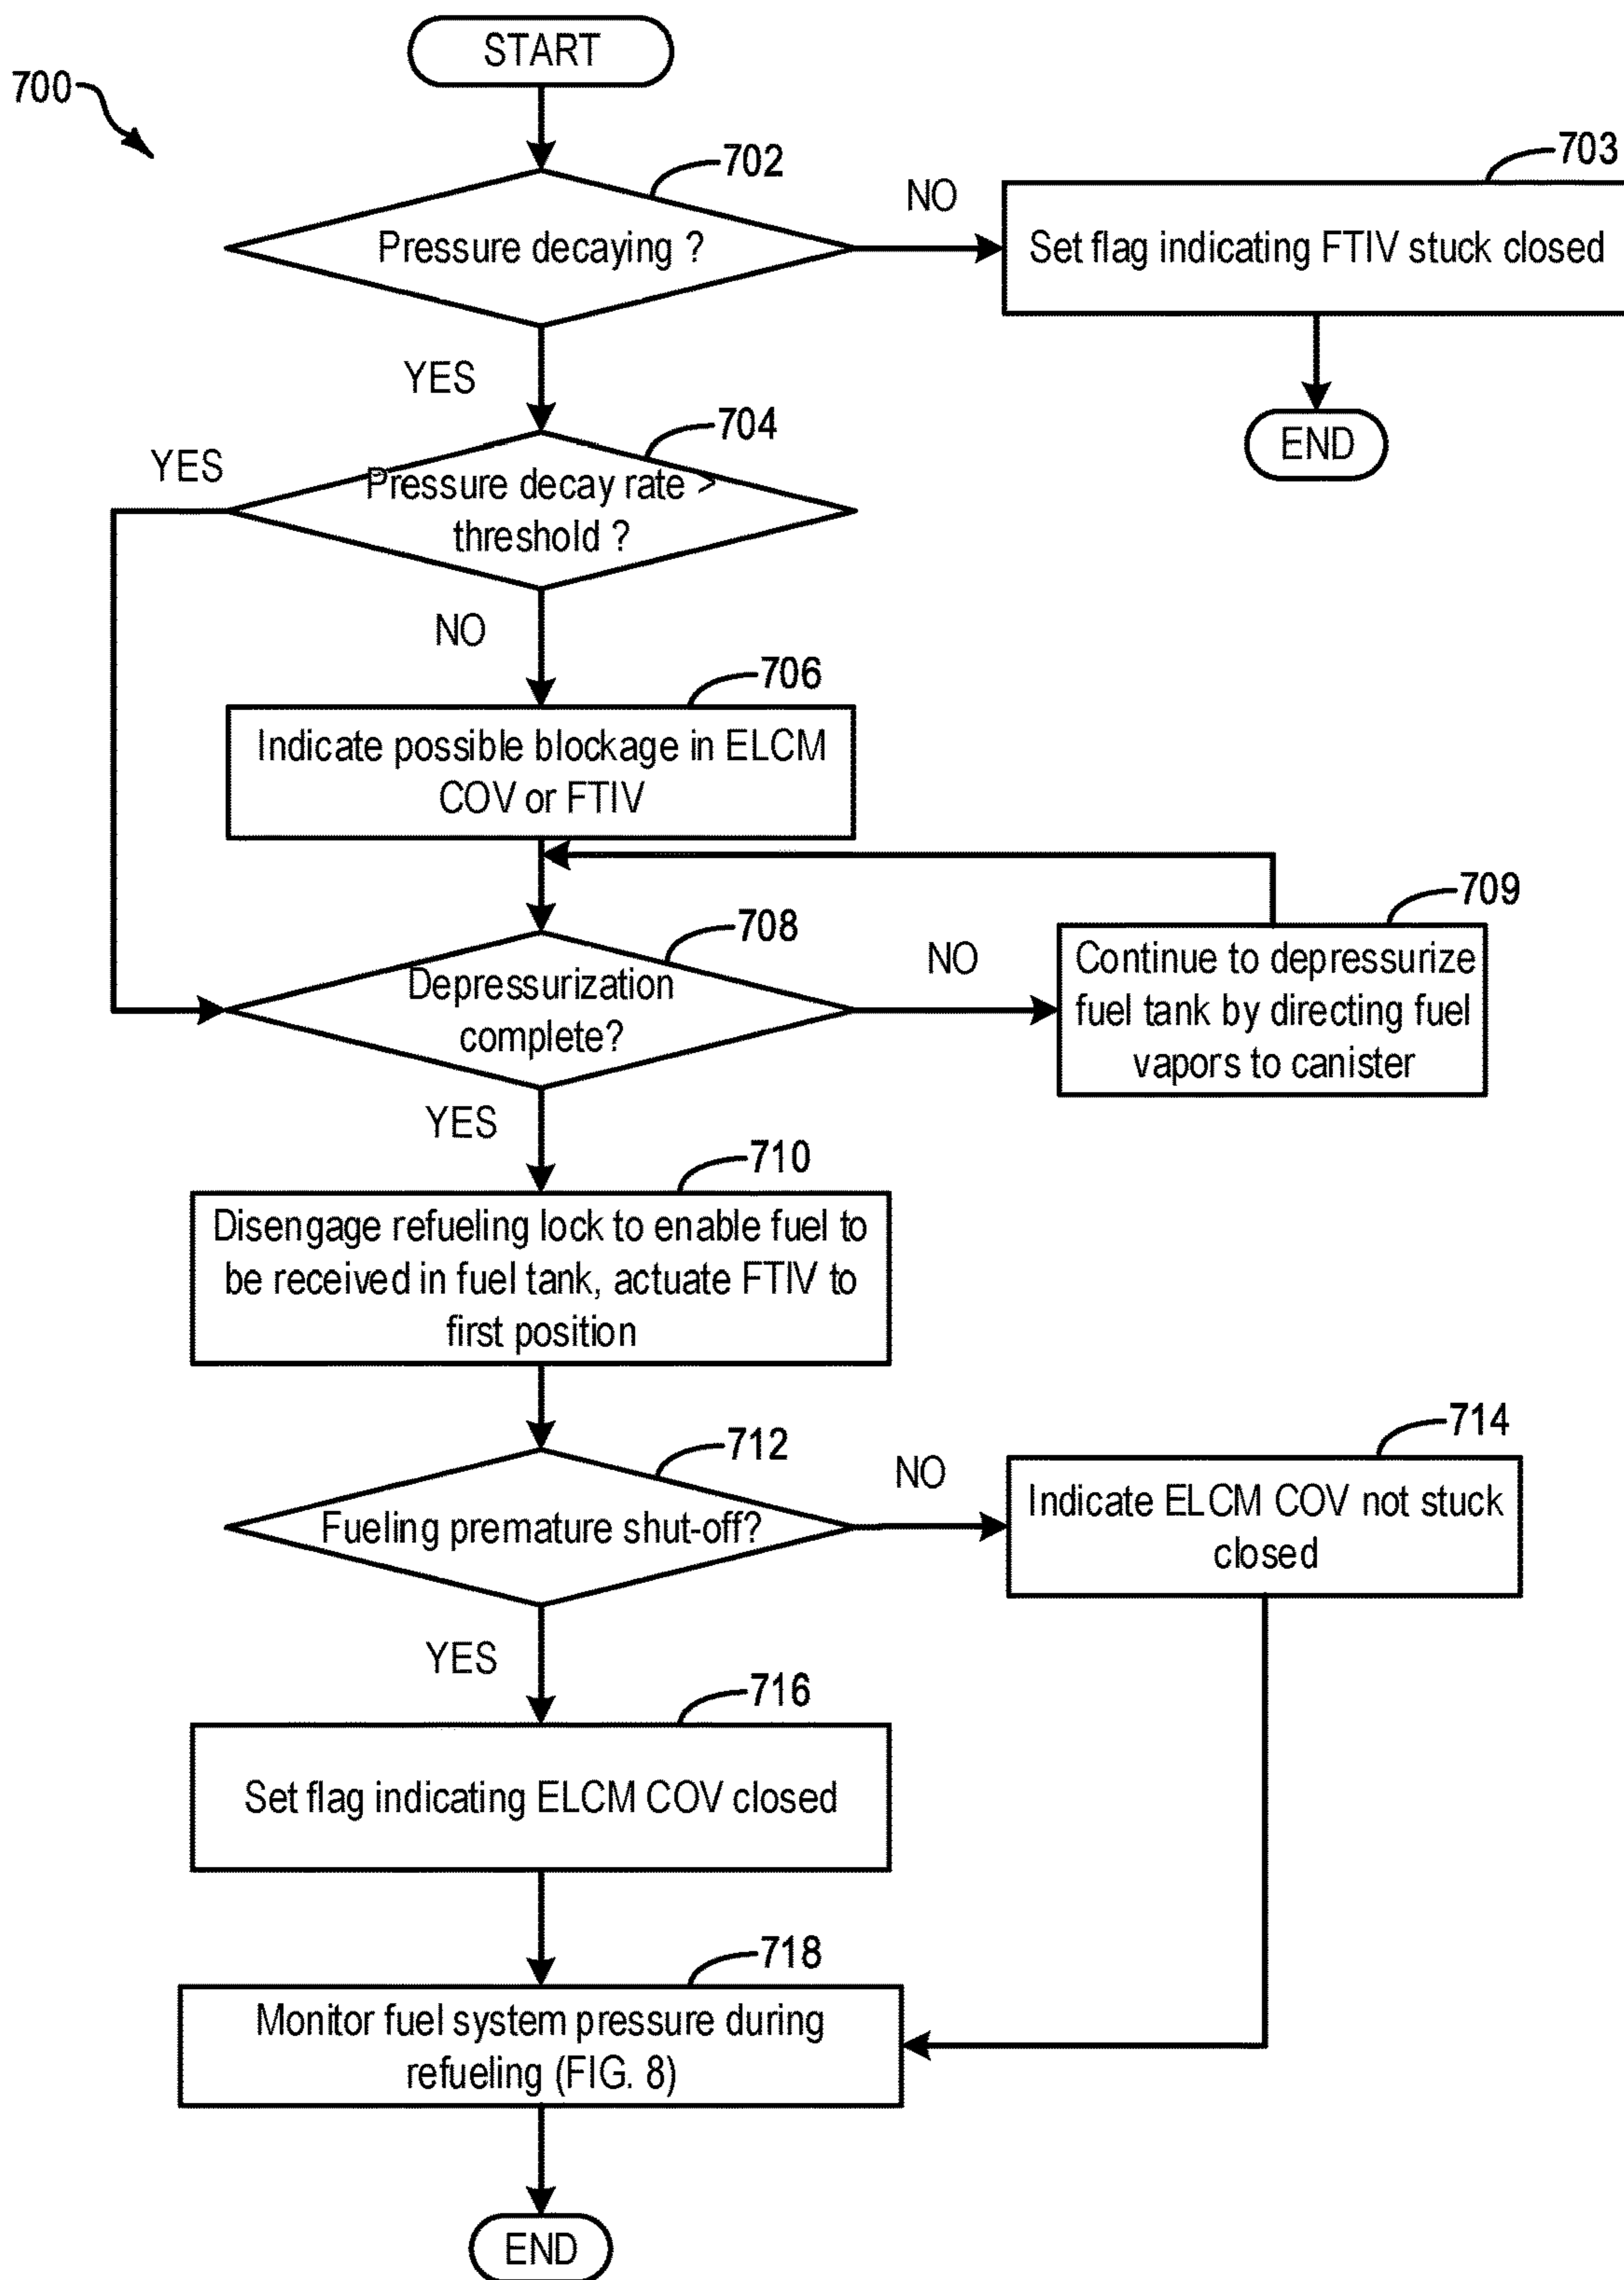 START
700
702
703
NO
Pressure decaying ?
Set flag indicating FTIV stuck closed
YES
END
704
YES
Pressure decay rate >
threshold ?
NO
706
Indicate possible blockage in ELCM
COV or FTIV
709
708
NO
Depressurization
complete?
Continue to depressurize
fuel tank by directing fuel
vapors to canister
YES
710
Disengage refueling lock to enable fuel to
be received in fuel tank, actuate FTIV to
first position
712
714
NO
Fueling premature shut-off?
Indicate ELCM COV not stuck
closed
YES
716
Set flag indicating ELCM COV closed
718
Monitor fuel system pressure during
refueling (FIG. 8)
END